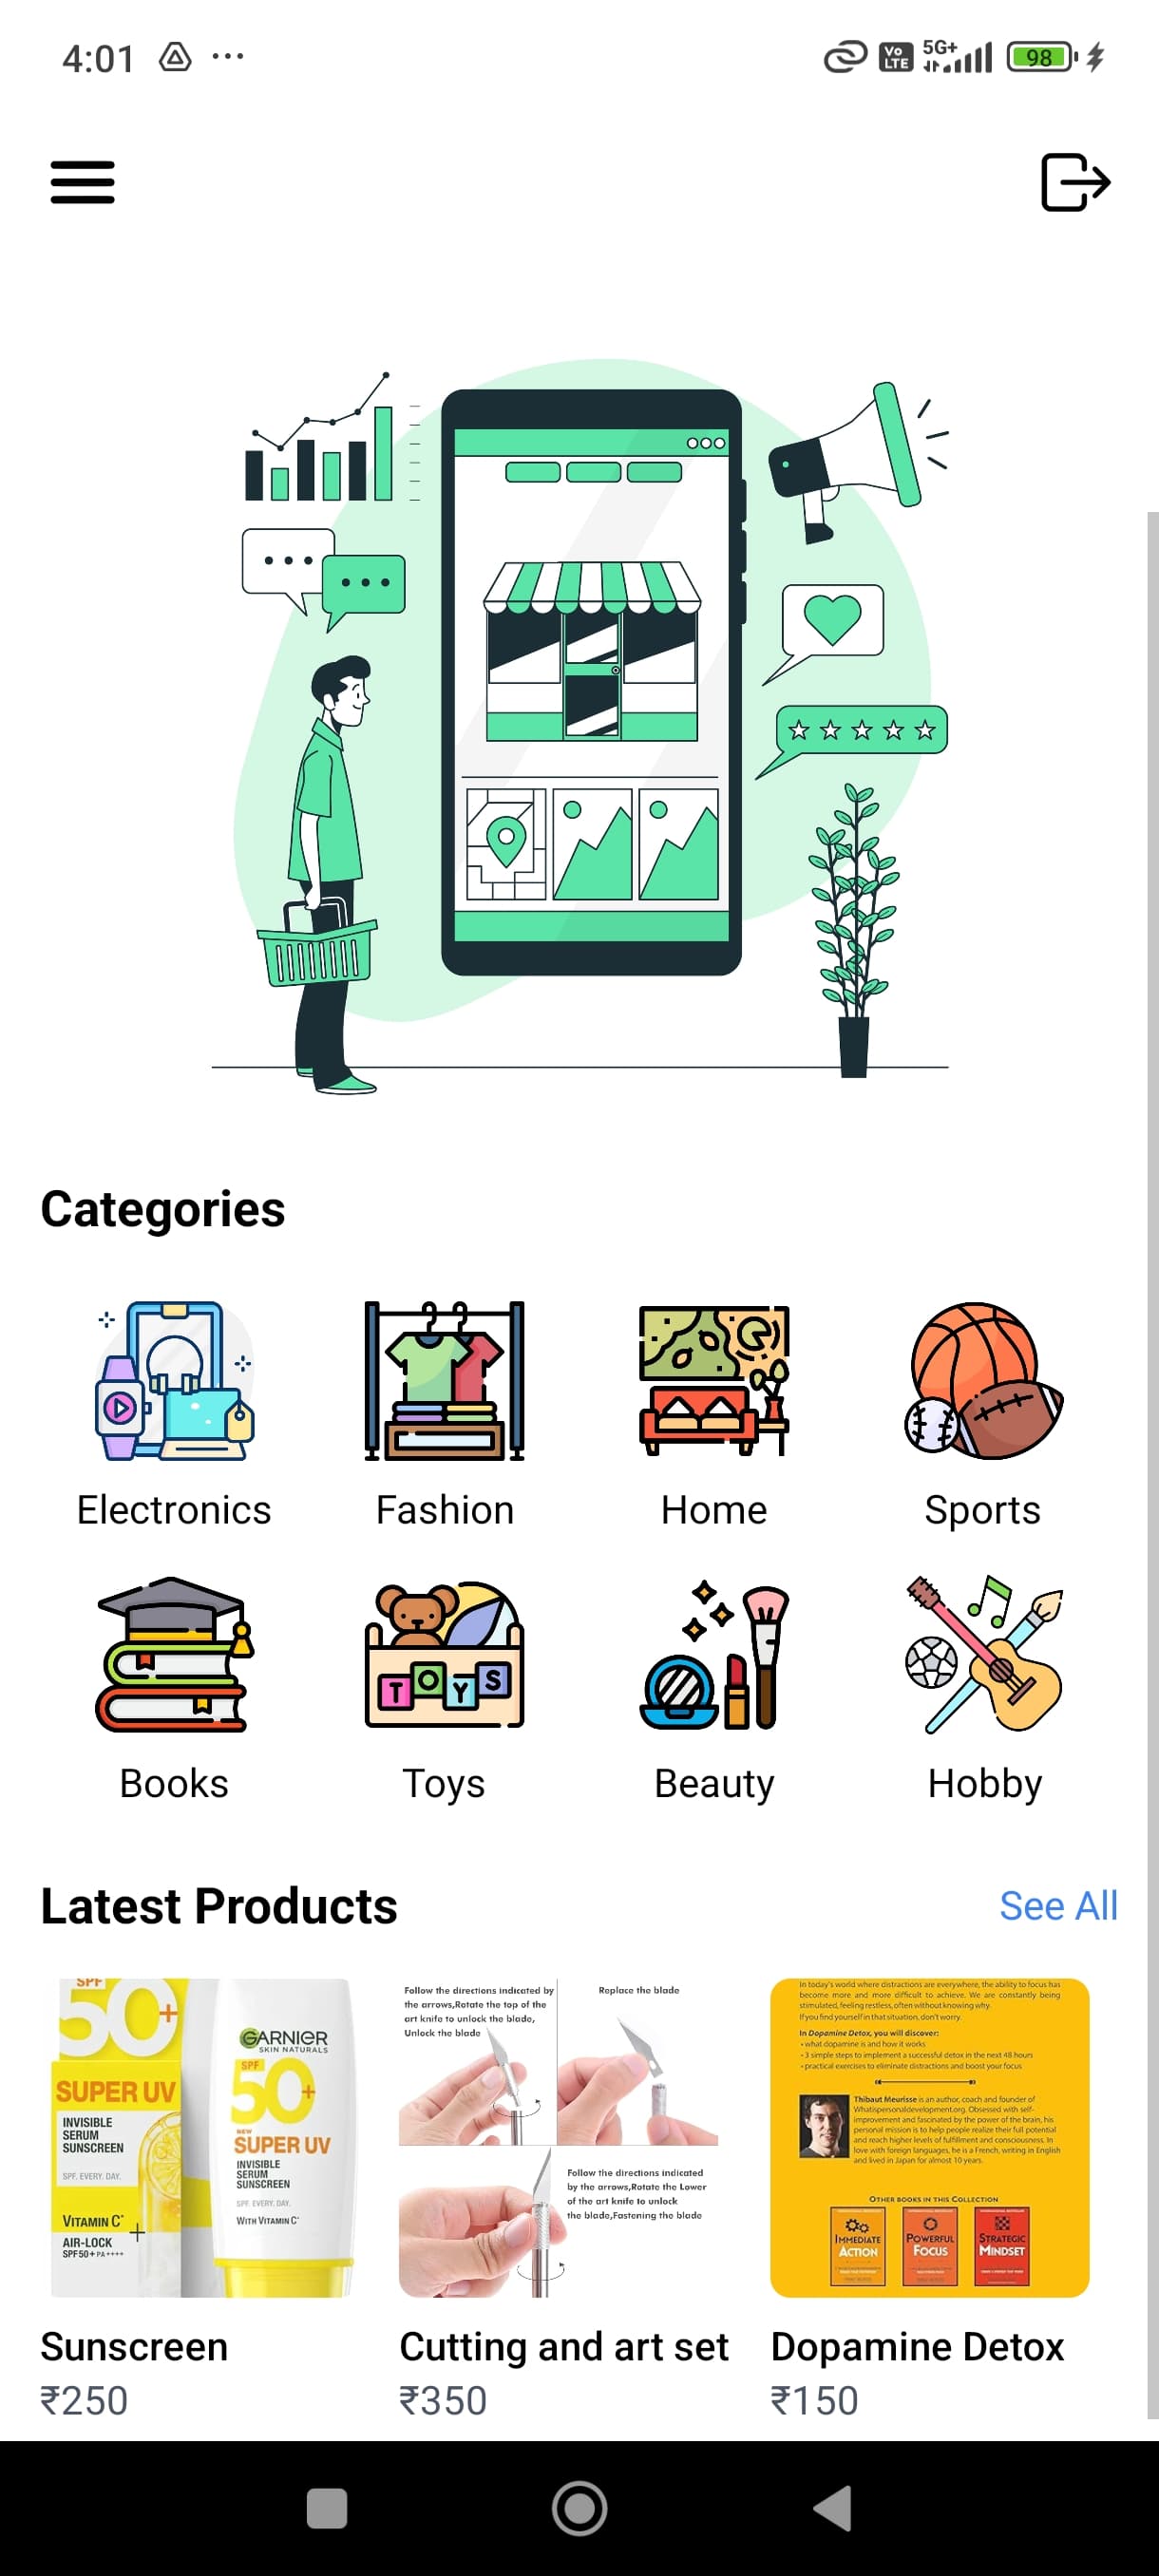 4:01
Vo
LTE
5G+
98
Categories
Electronics
Fashion
Home
Sports
TOYS
Books
Toys
Beauty
Hobby
Latest Products
See All
SPF
50+
SUPER UV
INVISIBLE
SERUM
SUNSCREEN
SPF. EVERY. DAY.
VITAMIN C*
AIR-LOCK
SPF50+PA++++
GARNIER
SKIN NATURALS
SPF
50+
NEW
SUPER UV
INVISIBLE
SERUM
SUNSCREEN
SPF. EVERY. DAY.
WITH VITAMIN C*
Follow the directions indicated by
the arrows,Rotate the top of the
art knife to unlock the blade,
Unlock the blade
Replace the blade
Follow the directions indicated
by the arrows,Rotate the Lower
of the art knife to unlock
the blade,Fastening the blade
In today's world where distractions are everywhere, the ability to focus has
become more and more difficult to achieve. We are constantly being
stimulated, feeling restless, often without knowing why.
If you find yourself in that situation, don't worry.
In Dopamine Detox, you will discover:
• what dopamine is and how it works
• 3 simple steps to implement a successful detox in the next 48 hours
• practical exercises to eliminate distractions and boost your focus
Thibaut Meurisse is an author, coach and founder of
Whatispersonaldevelopment.org. Obsessed with self-
improvement and fascinated by the power of the brain, his
personal mission is to help people realize their full potential
and reach higher levels of fulfillment and consciousness. In
love with foreign languages, he is a French, writing in English
and lived in Japan for almost 10 years.
OTHER BOOKS IN THIS COLLECTION
IMMEDIATE
ACTION
POWERFUL
FOCUS
STRATEGIC
MINDSET
Sunscreen
Cutting and art set
Dopamine Detox
₹250
₹350
₹150